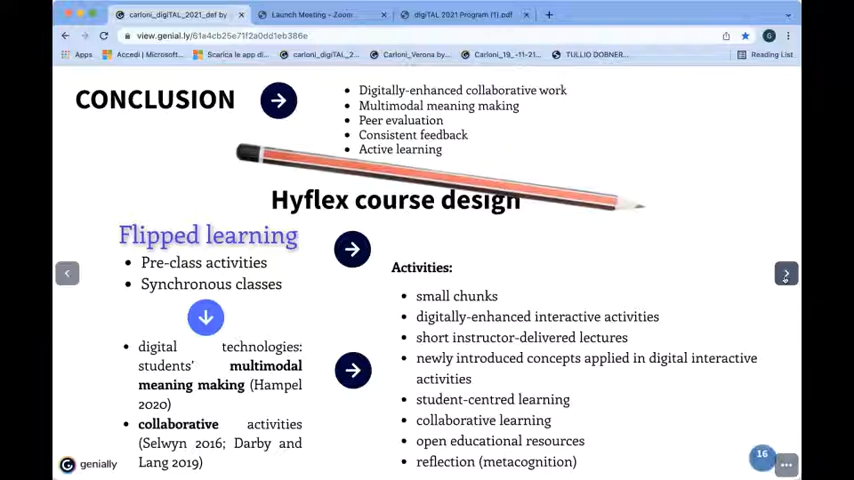 carloni_digiTAL_2021_def by
Launch Meeting - Zoom
digiTAL 2021 Program (1).pdf
view.genial.ly/61a4cb25e71f2a0dd1eb386e
Apps
Accedi | Microsoft...
Scarica le app di...
carloni_digiTAL_2...
Carloni_Verona by...
Carloni_19_-11-21...
TULLIO DOBNER...
Reading List
CONCLUSION
Digitally-enhanced collaborative work
Multimodal meaning making
Peer evaluation
Consistent feedback
Active learning
Hyflex course design
Flipped learning
Pre-class activities
Synchronous classes
digital technologies:
students' multimodal
meaning making (Hampel
2020)
collaborative activities
(Selwyn 2016; Darby and
Lang 2019)
Activities:
small chunks
digitally-enhanced interactive activities
short instructor-delivered lectures
newly introduced concepts applied in digital interactive
activities
student-centred learning
collaborative learning
open educational resources
reflection (metacognition)
genially
16